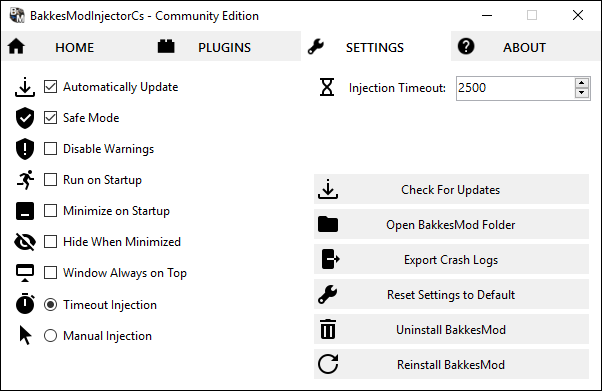 BakkesModInjectorCs - Community Edition
HOME
PLUGINS
SETTINGS
ABOUT
Automatically Update
Safe Mode
Disable Warnings
Run on Startup
Minimize on Startup
Hide When Minimized
Window Always on Top
Timeout Injection
Manual Injection
Injection Timeout: 2500
Check For Updates
Open BakkesMod Folder
Export Crash Logs
Reset Settings to Default
Uninstall BakkesMod
Reinstall BakkesMod